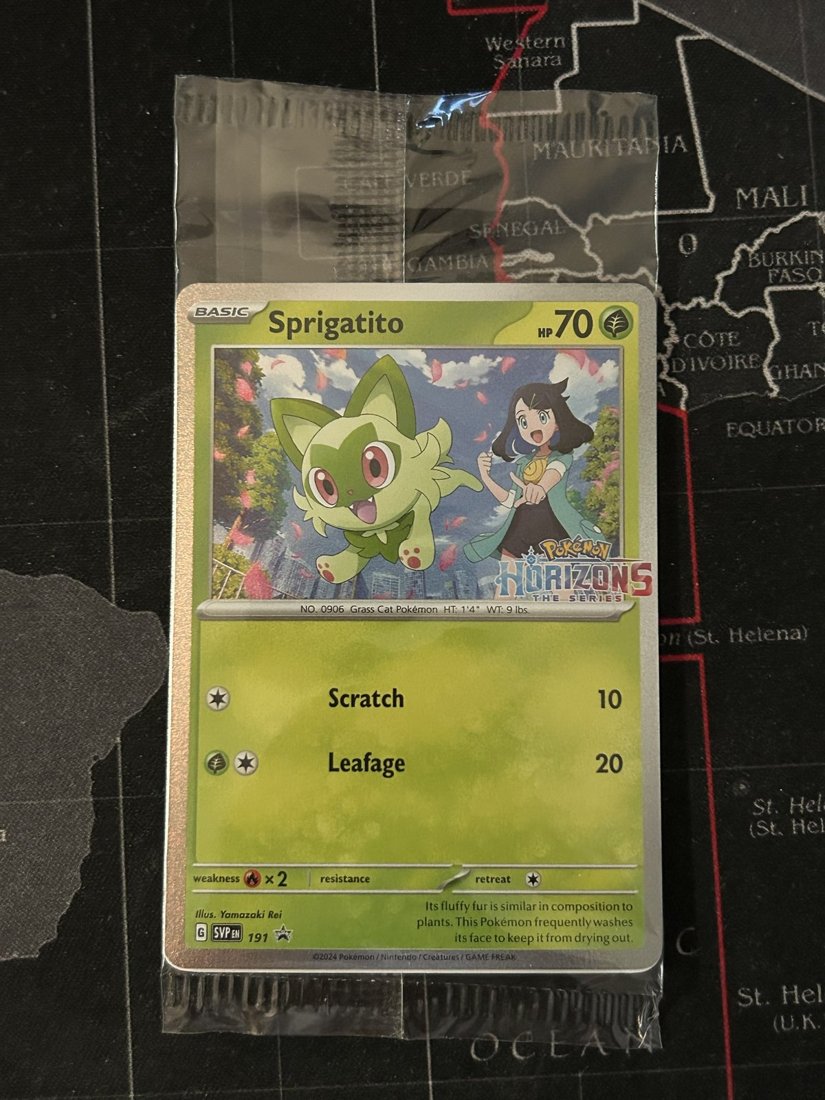 Western
Sahara
MAURITANIA
VERDE
MALI
SENEGAL
O
GAMBIA
BURKIN
FASO
CÔTE
D'IVOIRE
GHAN
EQUATOR
BASIC
Sprigatito
HP 70
Pokémon
HORIZONS
THE SERIES
NO. 0906 Grass Cat Pokémon HT: 1'4" WT: 9 lbs.
Scratch 10
Leafage 20
weakness ×2 resistance retreat
Illus. Yamazaki Rei
G SVP EN 191
Its fluffy fur is similar in composition to
plants. This Pokémon frequently washes
its face to keep it from drying out.
©2024 Pokémon / Nintendo / Creatures / GAME FREAK
(St. Helena)
St. Hel
(St. Hel
C
St. Hel
(U.K.
OCEAN